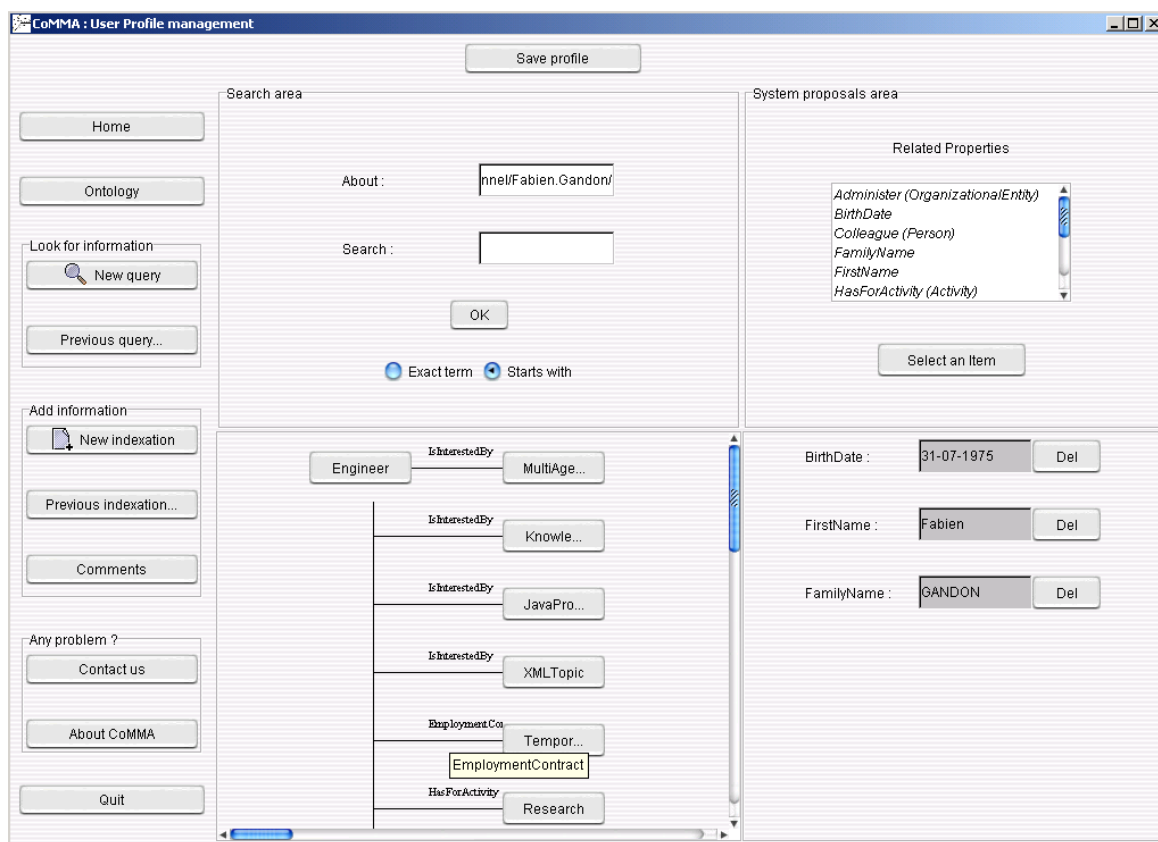 CoMMA : User Profile management
Save profile
Home
Ontology
Look for information
New query
Previous query...
Add information
New indexation
Previous indexation...
Comments
Any problem ?
Contact us
About CoMMA
Quit
Search area
About :
nnel/Fabien.Gandon/
Search :
OK
Exact term
Starts with
System proposals area
Related Properties
Administer (OrganizationalEntity)
BirthDate
Colleague (Person)
FamilyName
FirstName
HasForActivity (Activity)
Select an Item
Engineer
IsInterestedBy
MultiAge...
IsInterestedBy
Knowle...
IsInterestedBy
JavaPro...
IsInterestedBy
XMLTopic
EmploymentCon
Tempor...
EmploymentContract
HasForActivity
Research
BirthDate :
31-07-1975
Del
FirstName :
Fabien
Del
FamilyName :
GANDON
Del